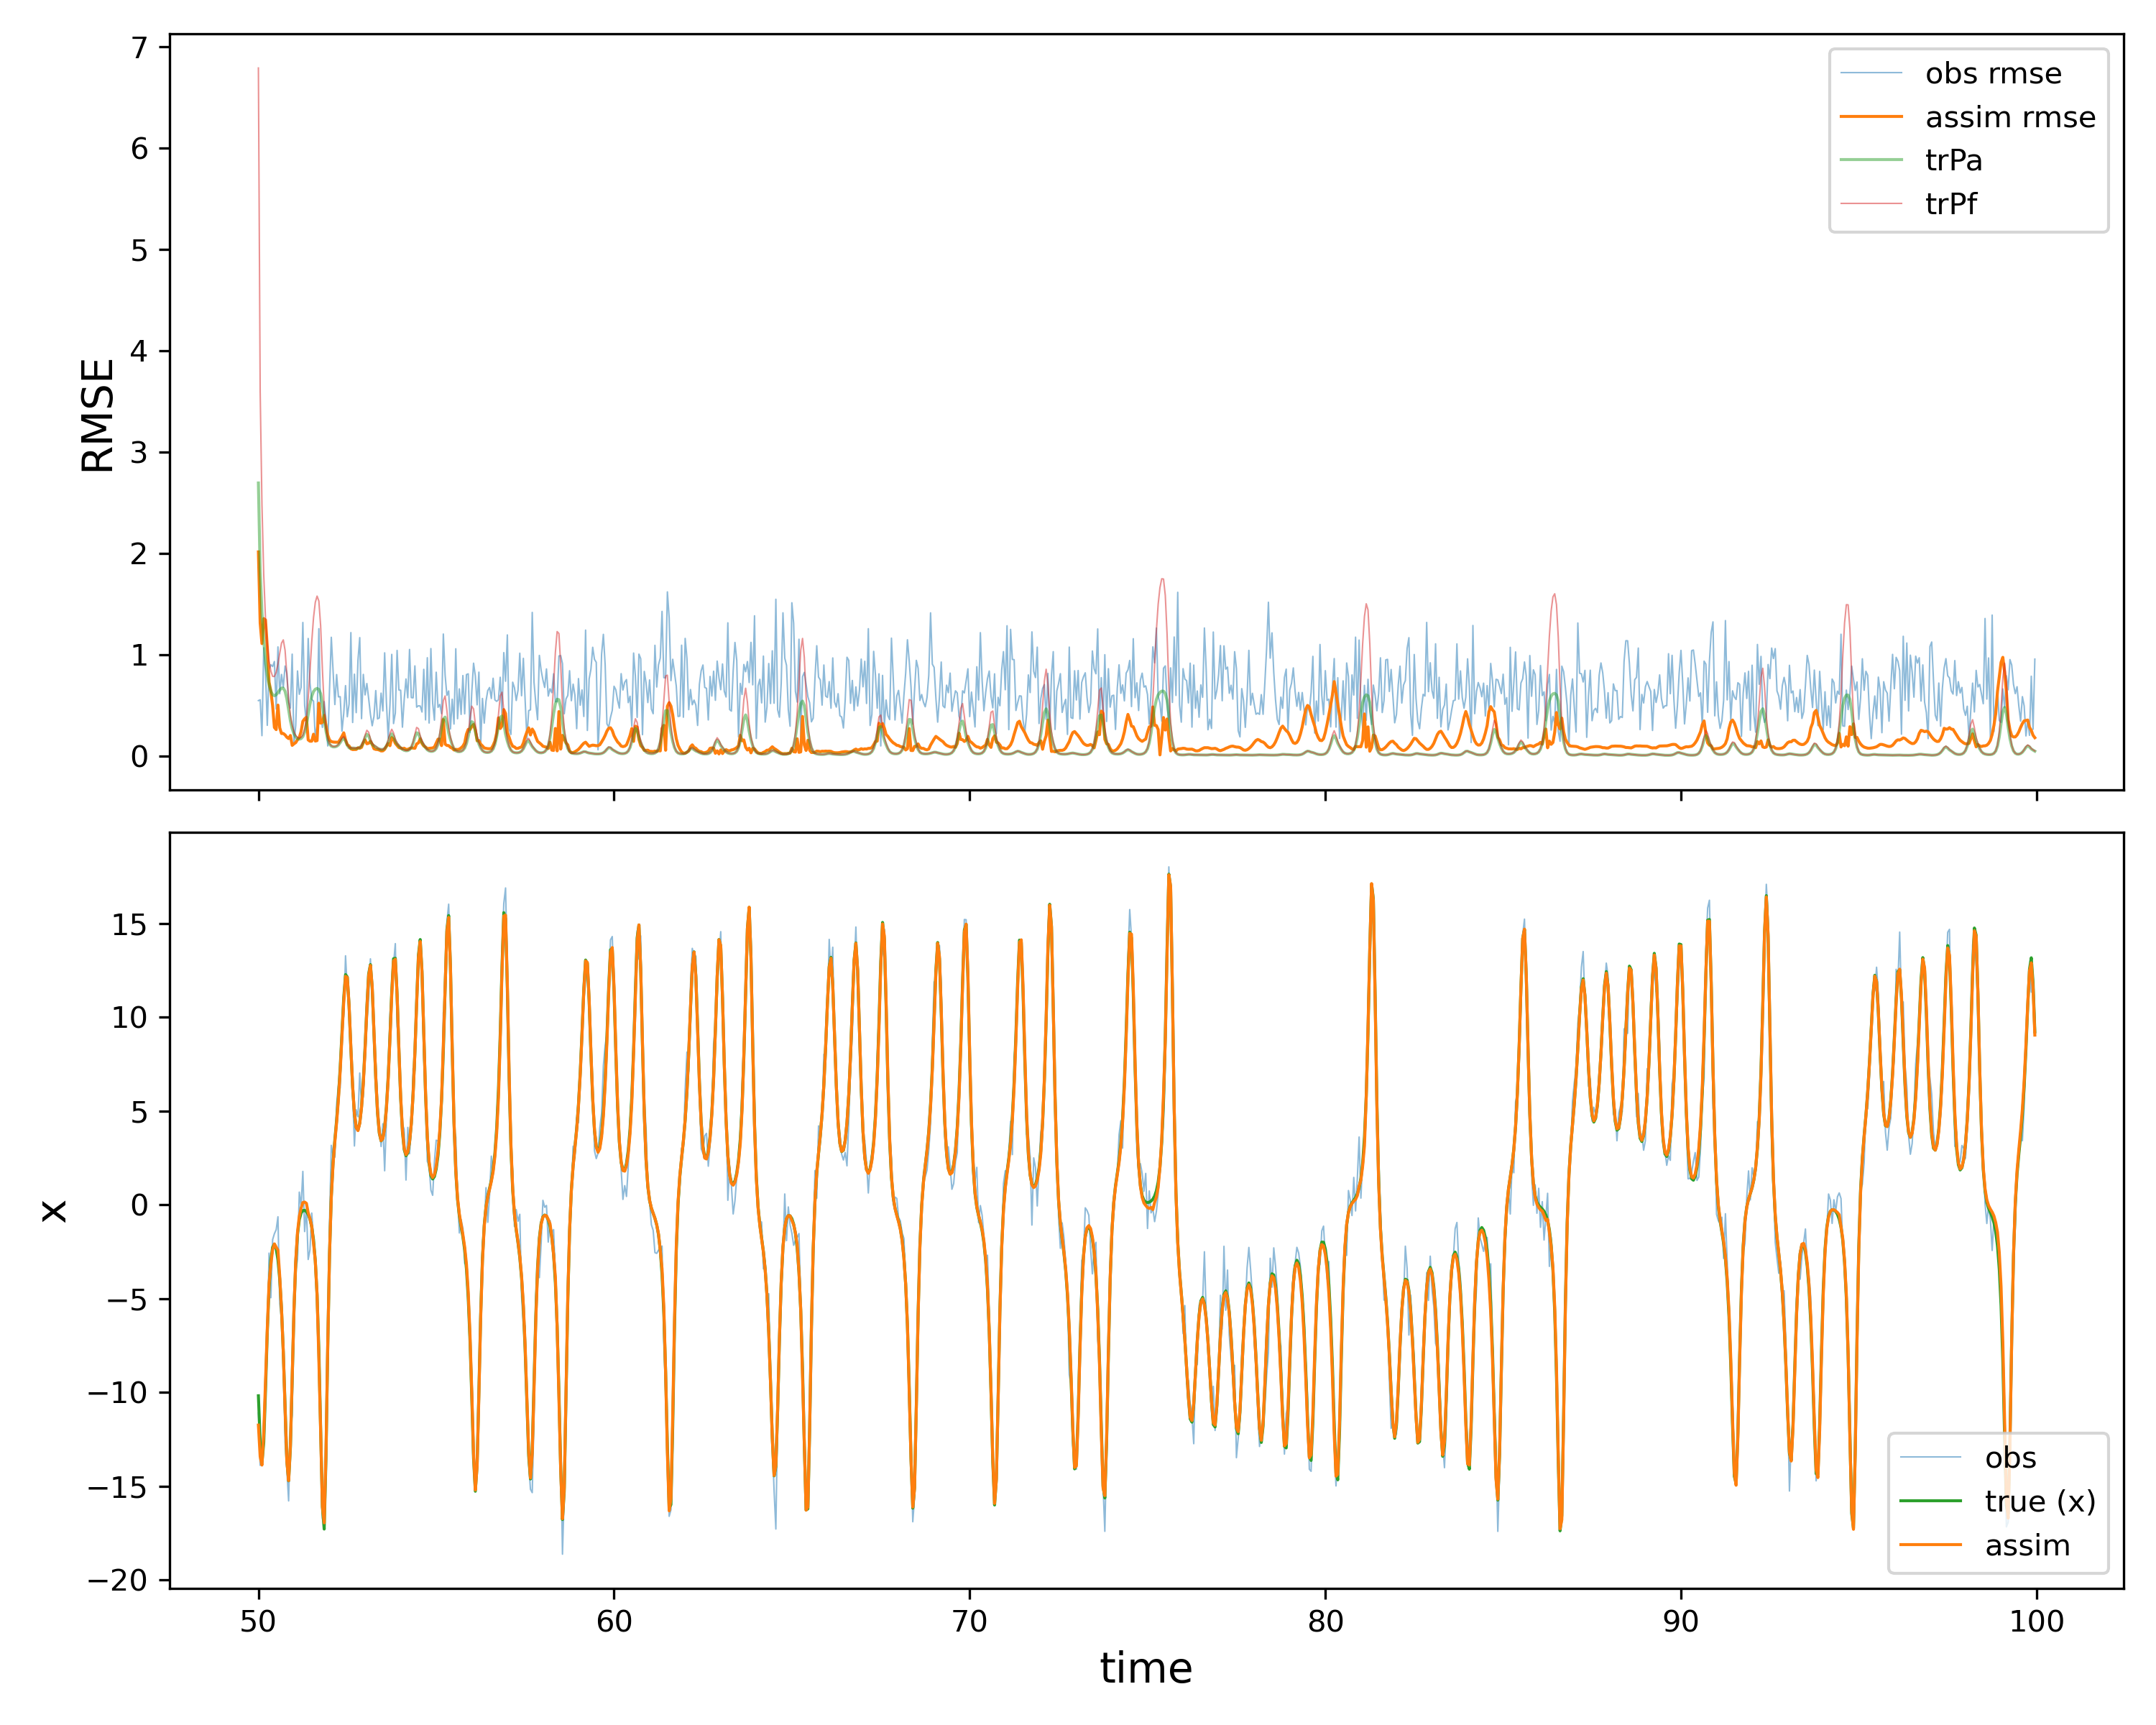 7
6
5
4
3
2
1
0
RMSE
obs rmse
assim rmse
trPa
trPf
15
10
5
0
−5
−10
−15
−20
x
obs
true (x)
assim
50 60 70 80 90 100
time